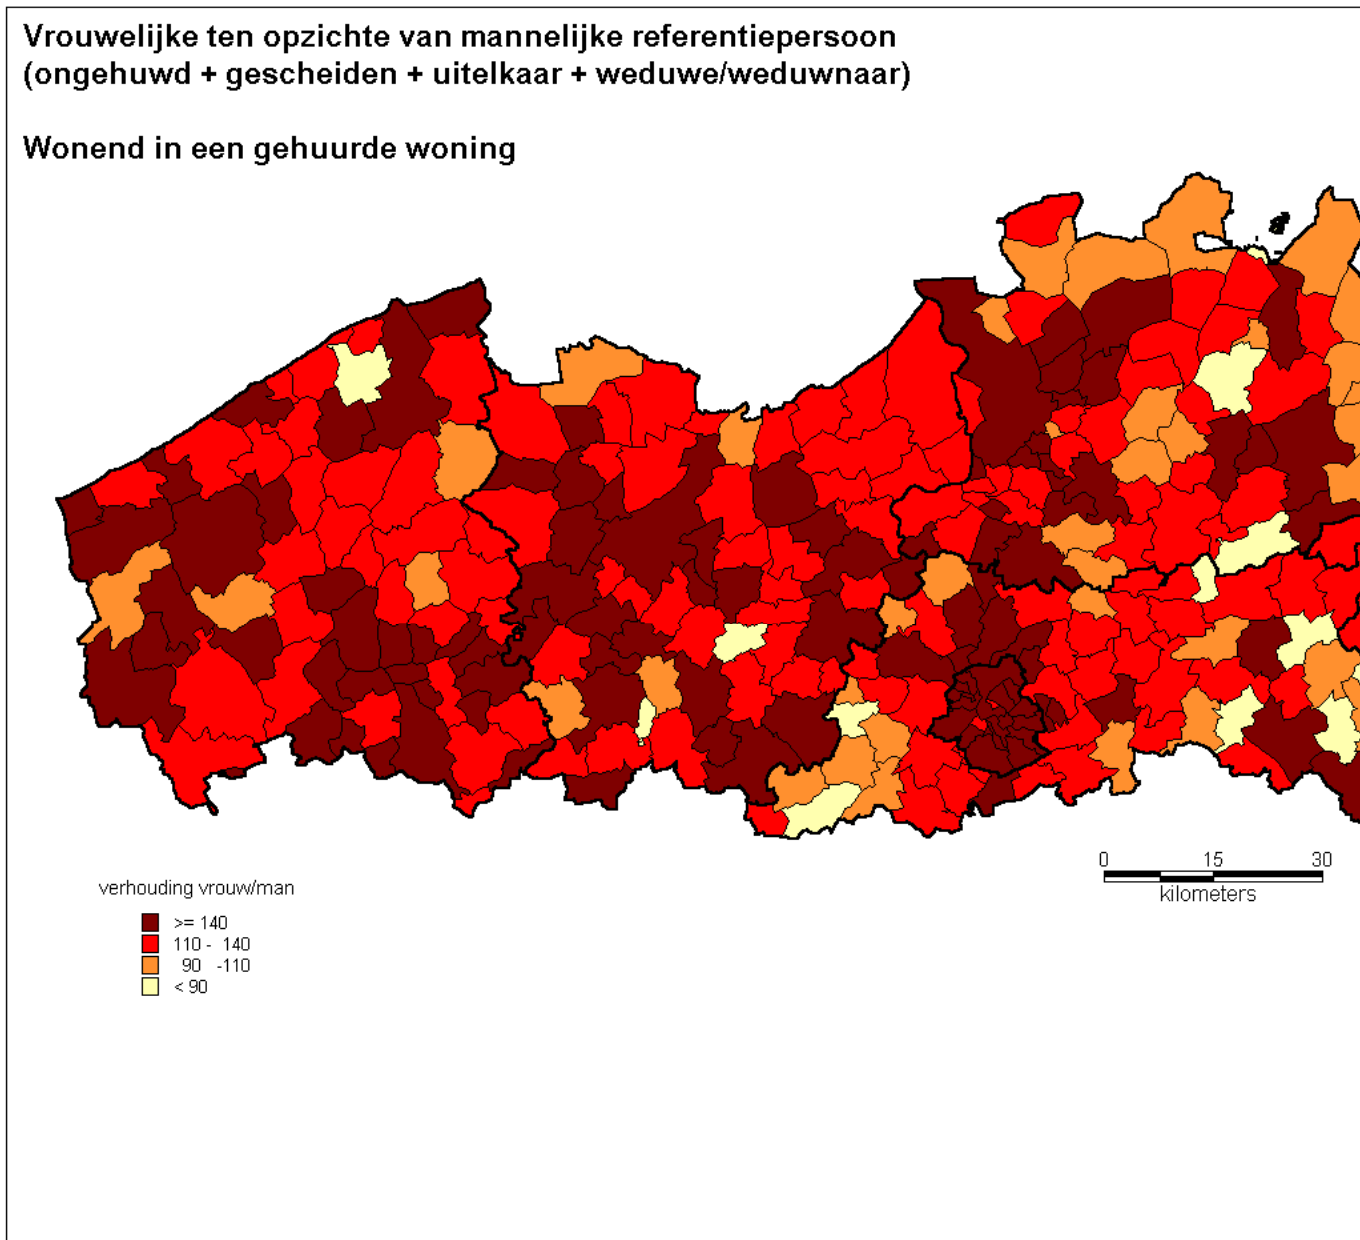 Vrouwelijke ten opzichte van mannelijke referentiepersoon
(ongehuwd + gescheiden + uitelkaar + weduwe/weduwnaar)
Wonend in een gehuurde woning
0 15 30
kilometers
verhouding vrouw/man
>= 140
110 - 140
90 -110
< 90